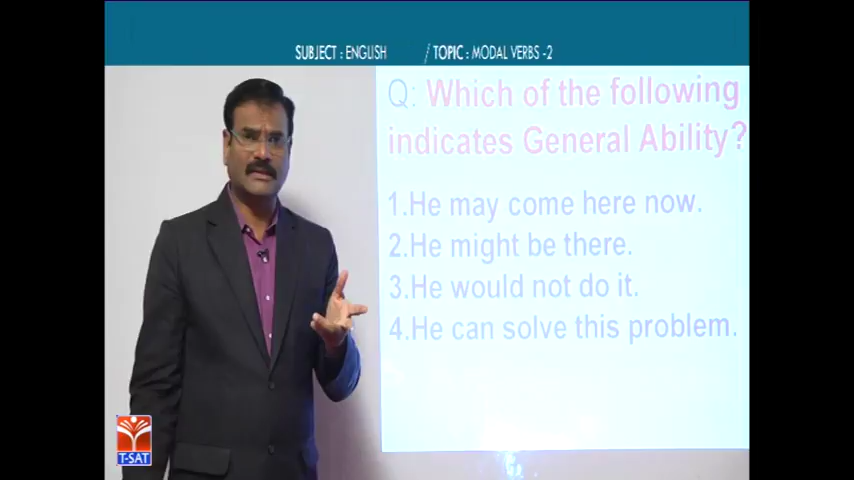 SUBJECT : ENGLISH / TOPIC : MODAL VERBS -2
Q: Which of the following
indicates General Ability?
1.He may come here now.
2.He might be there.
3.He would not do it.
4.He can solve this problem.
T-SAT